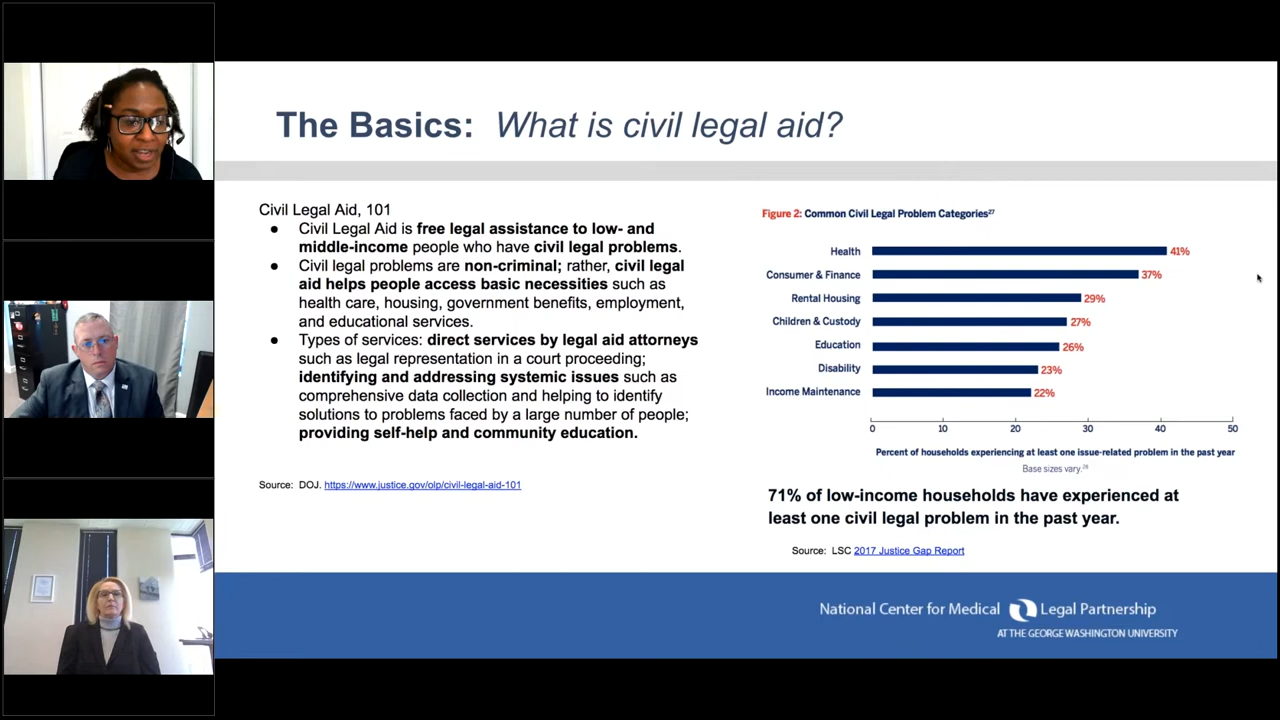 The Basics: What is civil legal aid?
Civil Legal Aid, 101
● Civil Legal Aid is free legal assistance to low- and
middle-income people who have civil legal problems.
● Civil legal problems are non-criminal; rather, civil legal
aid helps people access basic necessities such as
health care, housing, government benefits, employment,
and educational services.
● Types of services: direct services by legal aid attorneys
such as legal representation in a court proceeding;
identifying and addressing systemic issues such as
comprehensive data collection and helping to identify
solutions to problems faced by a large number of people;
providing self-help and community education.
Source: DOJ. https://www.justice.gov/olp/civil-legal-aid-101
Figure 2: Common Civil Legal Problem Categories27
Health 41%
Consumer & Finance 37%
Rental Housing 29%
Children & Custody 27%
Education 26%
Disability 23%
Income Maintenance 22%
0 10 20 30 40 50
Percent of households experiencing at least one issue-related problem in the past year
Base sizes vary.28
71% of low-income households have experienced at
least one civil legal problem in the past year.
Source: LSC 2017 Justice Gap Report
National Center for Medical Legal Partnership
AT THE GEORGE WASHINGTON UNIVERSITY